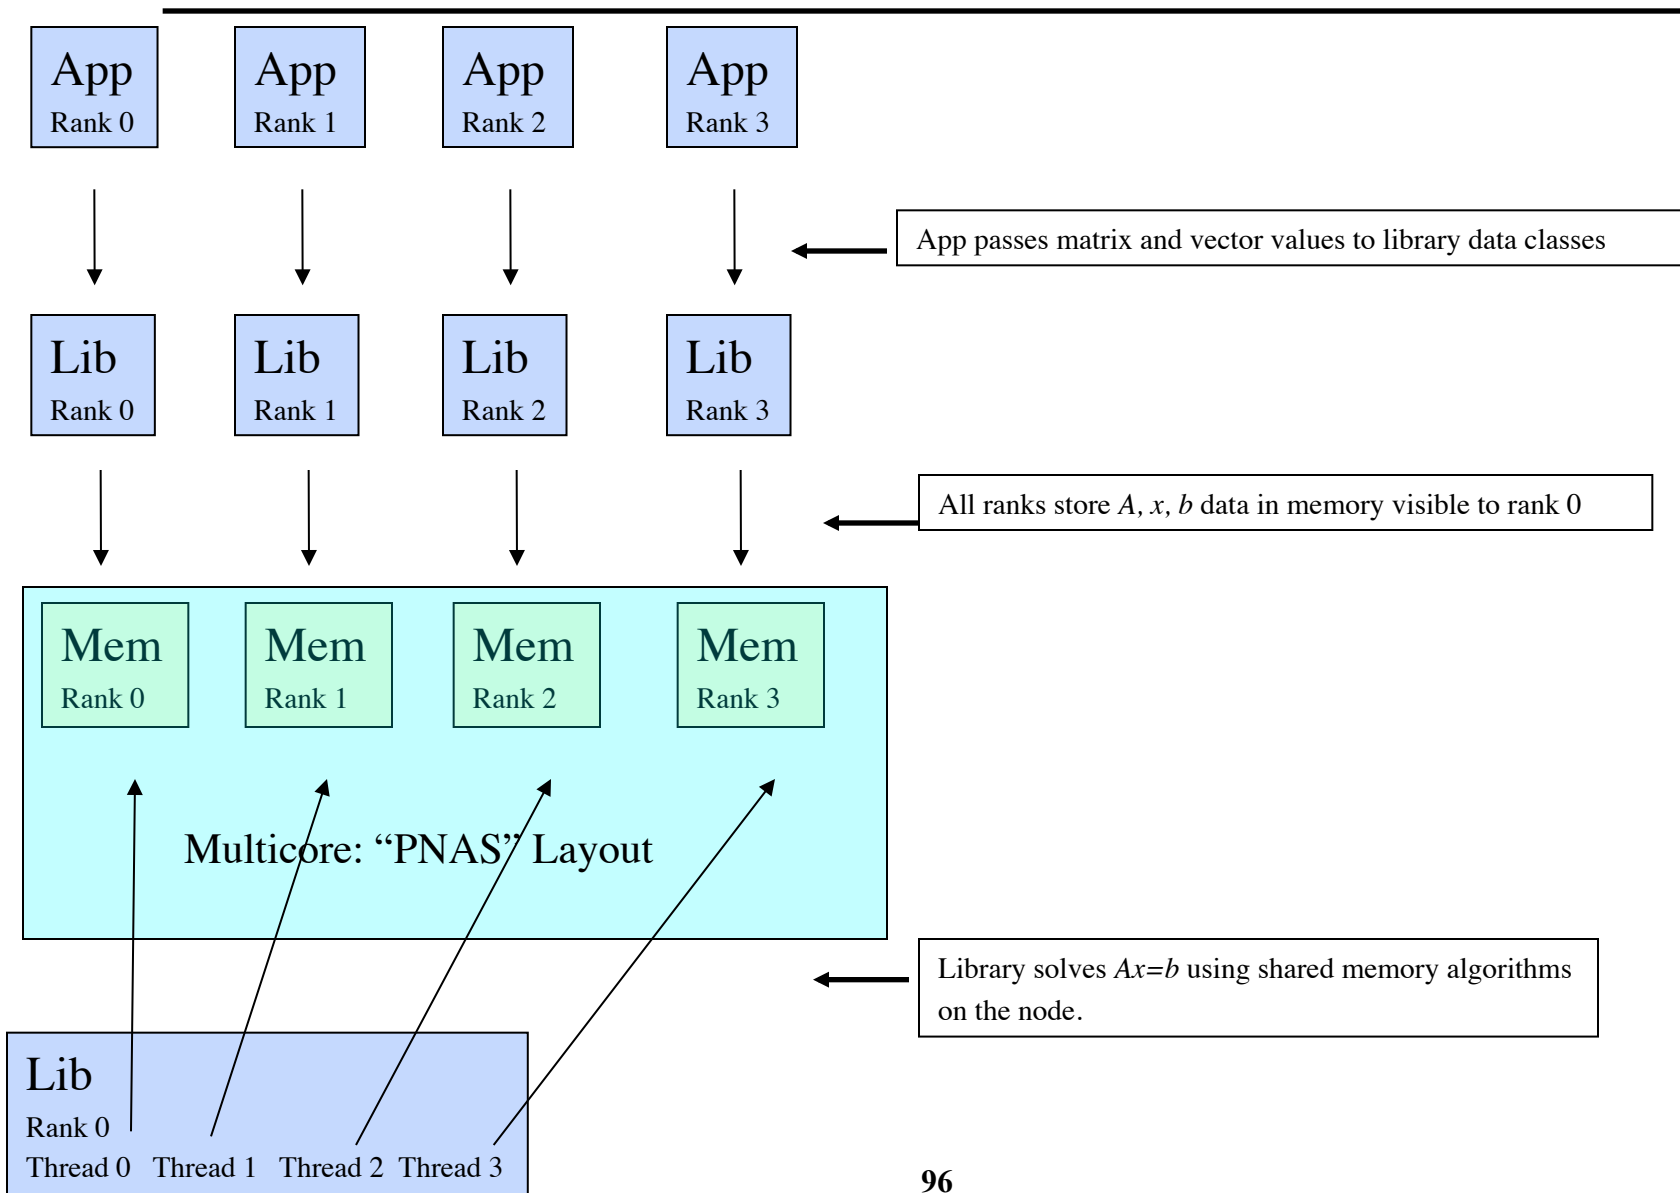 App App App App
Rank 0 Rank 1 Rank 2 Rank 3
App passes matrix and vector values to library data classes
Lib Lib Lib Lib
Rank 0 Rank 1 Rank 2 Rank 3
All ranks store A, x, b data in memory visible to rank 0
Mem Mem Mem Mem
Rank 0 Rank 1 Rank 2 Rank 3
Multicore: “PNAS” Layout
Library solves Ax=b using shared memory algorithms
on the node.
Lib
Rank 0
Thread 0 Thread 1 Thread 2 Thread 3
96